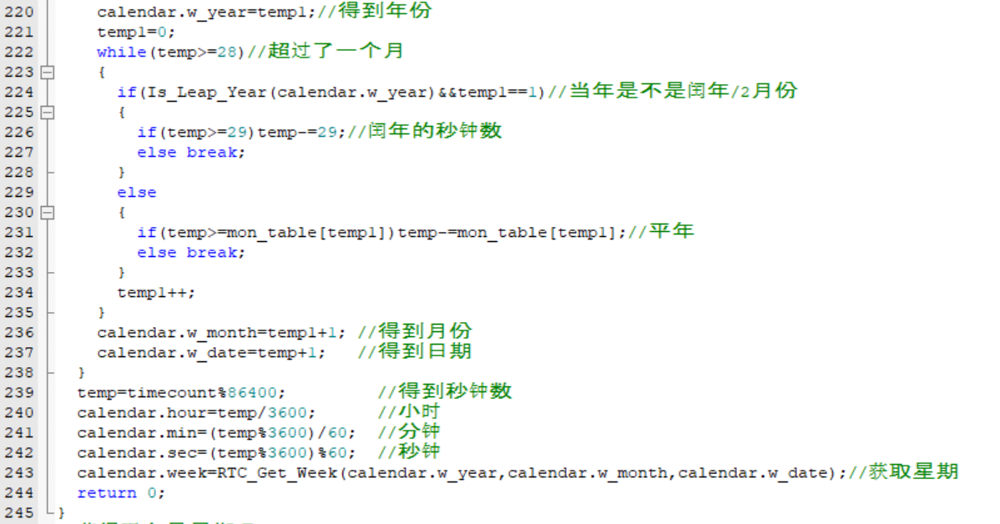 220 calendar.w_year=temp1;//得到年份
221 temp1=0;
222 while(temp>=28)//超过了一个月
223 {
224 if(Is_Leap_Year(calendar.w_year)&&temp1==1)//当年是不是闰年/2月份
225 {
226 if(temp>=29)temp-=29;//闰年的秒钟数
227 else break;
228 }
229 else
230 {
231 if(temp>=mon_table[temp1])temp-=mon_table[temp1];//平年
232 else break;
233 }
234 temp1++;
235 }
236 calendar.w_month=temp1+1; //得到月份
237 calendar.w_date=temp+1; //得到日期
238 }
239 temp=timecount%86400; //得到秒钟数
240 calendar.hour=temp/3600; //小时
241 calendar.min=(temp%3600)/60; //分钟
242 calendar.sec=(temp%3600)%60; //秒钟
243 calendar.week=RTC_Get_Week(calendar.w_year,calendar.w_month,calendar.w_date);//获取星期
244 return 0;
245 }